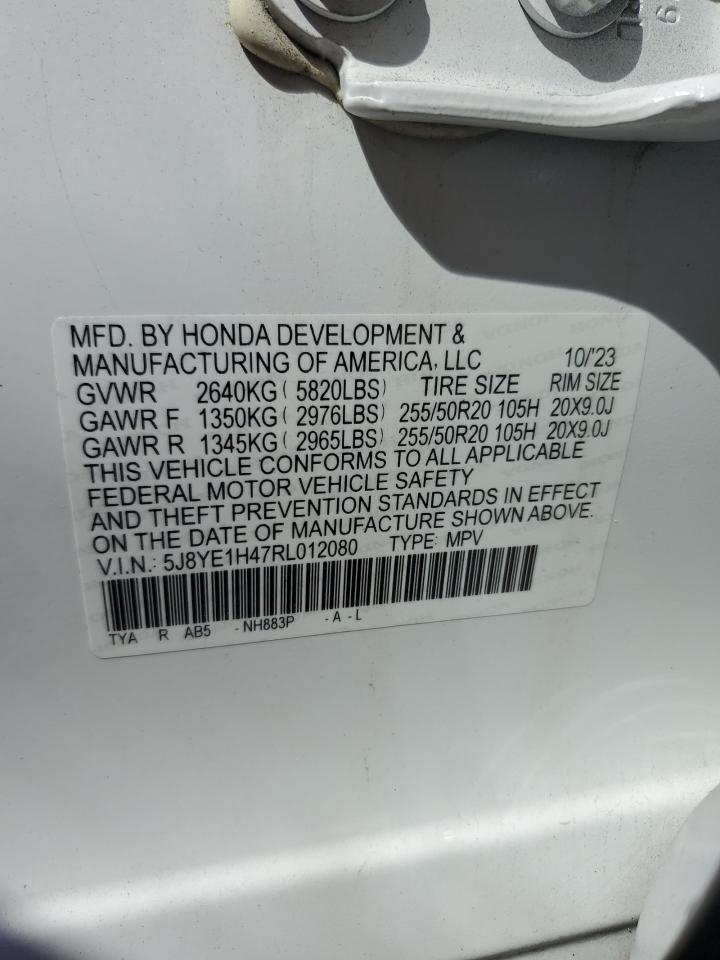 MFD. BY HONDA DEVELOPMENT &
MANUFACTURING OF AMERICA, LLC 10/'23
GVWR 2640KG ( 5820LBS) TIRE SIZE RIM SIZE
GAWR F 1350KG ( 2976LBS) 255/50R20 105H 20X9.0J
GAWR R 1345KG ( 2965LBS) 255/50R20 105H 20X9.0J
THIS VEHICLE CONFORMS TO ALL APPLICABLE
FEDERAL MOTOR VEHICLE SAFETY
AND THEFT PREVENTION STANDARDS IN EFFECT
ON THE DATE OF MANUFACTURE SHOWN ABOVE.
V.I.N.: 5J8YE1H47RL012080 TYPE: MPV
TYA R AB5 -NH883P -A-L